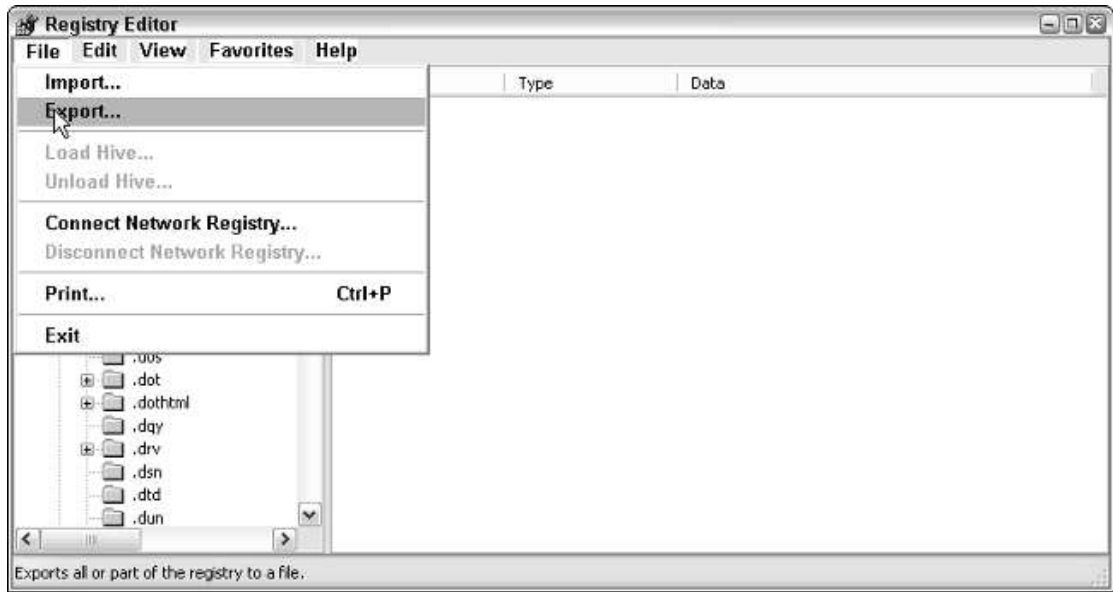 Registry Editor
File Edit View Favorites Help
Type Data
Import...
Export...
Load Hive...
Unload Hive...
Connect Network Registry...
Disconnect Network Registry...
Print... Ctrl+P
Exit
.dot
.dothtml
.dqy
.drv
.dsn
.dtd
.dun
Exports all or part of the registry to a file.